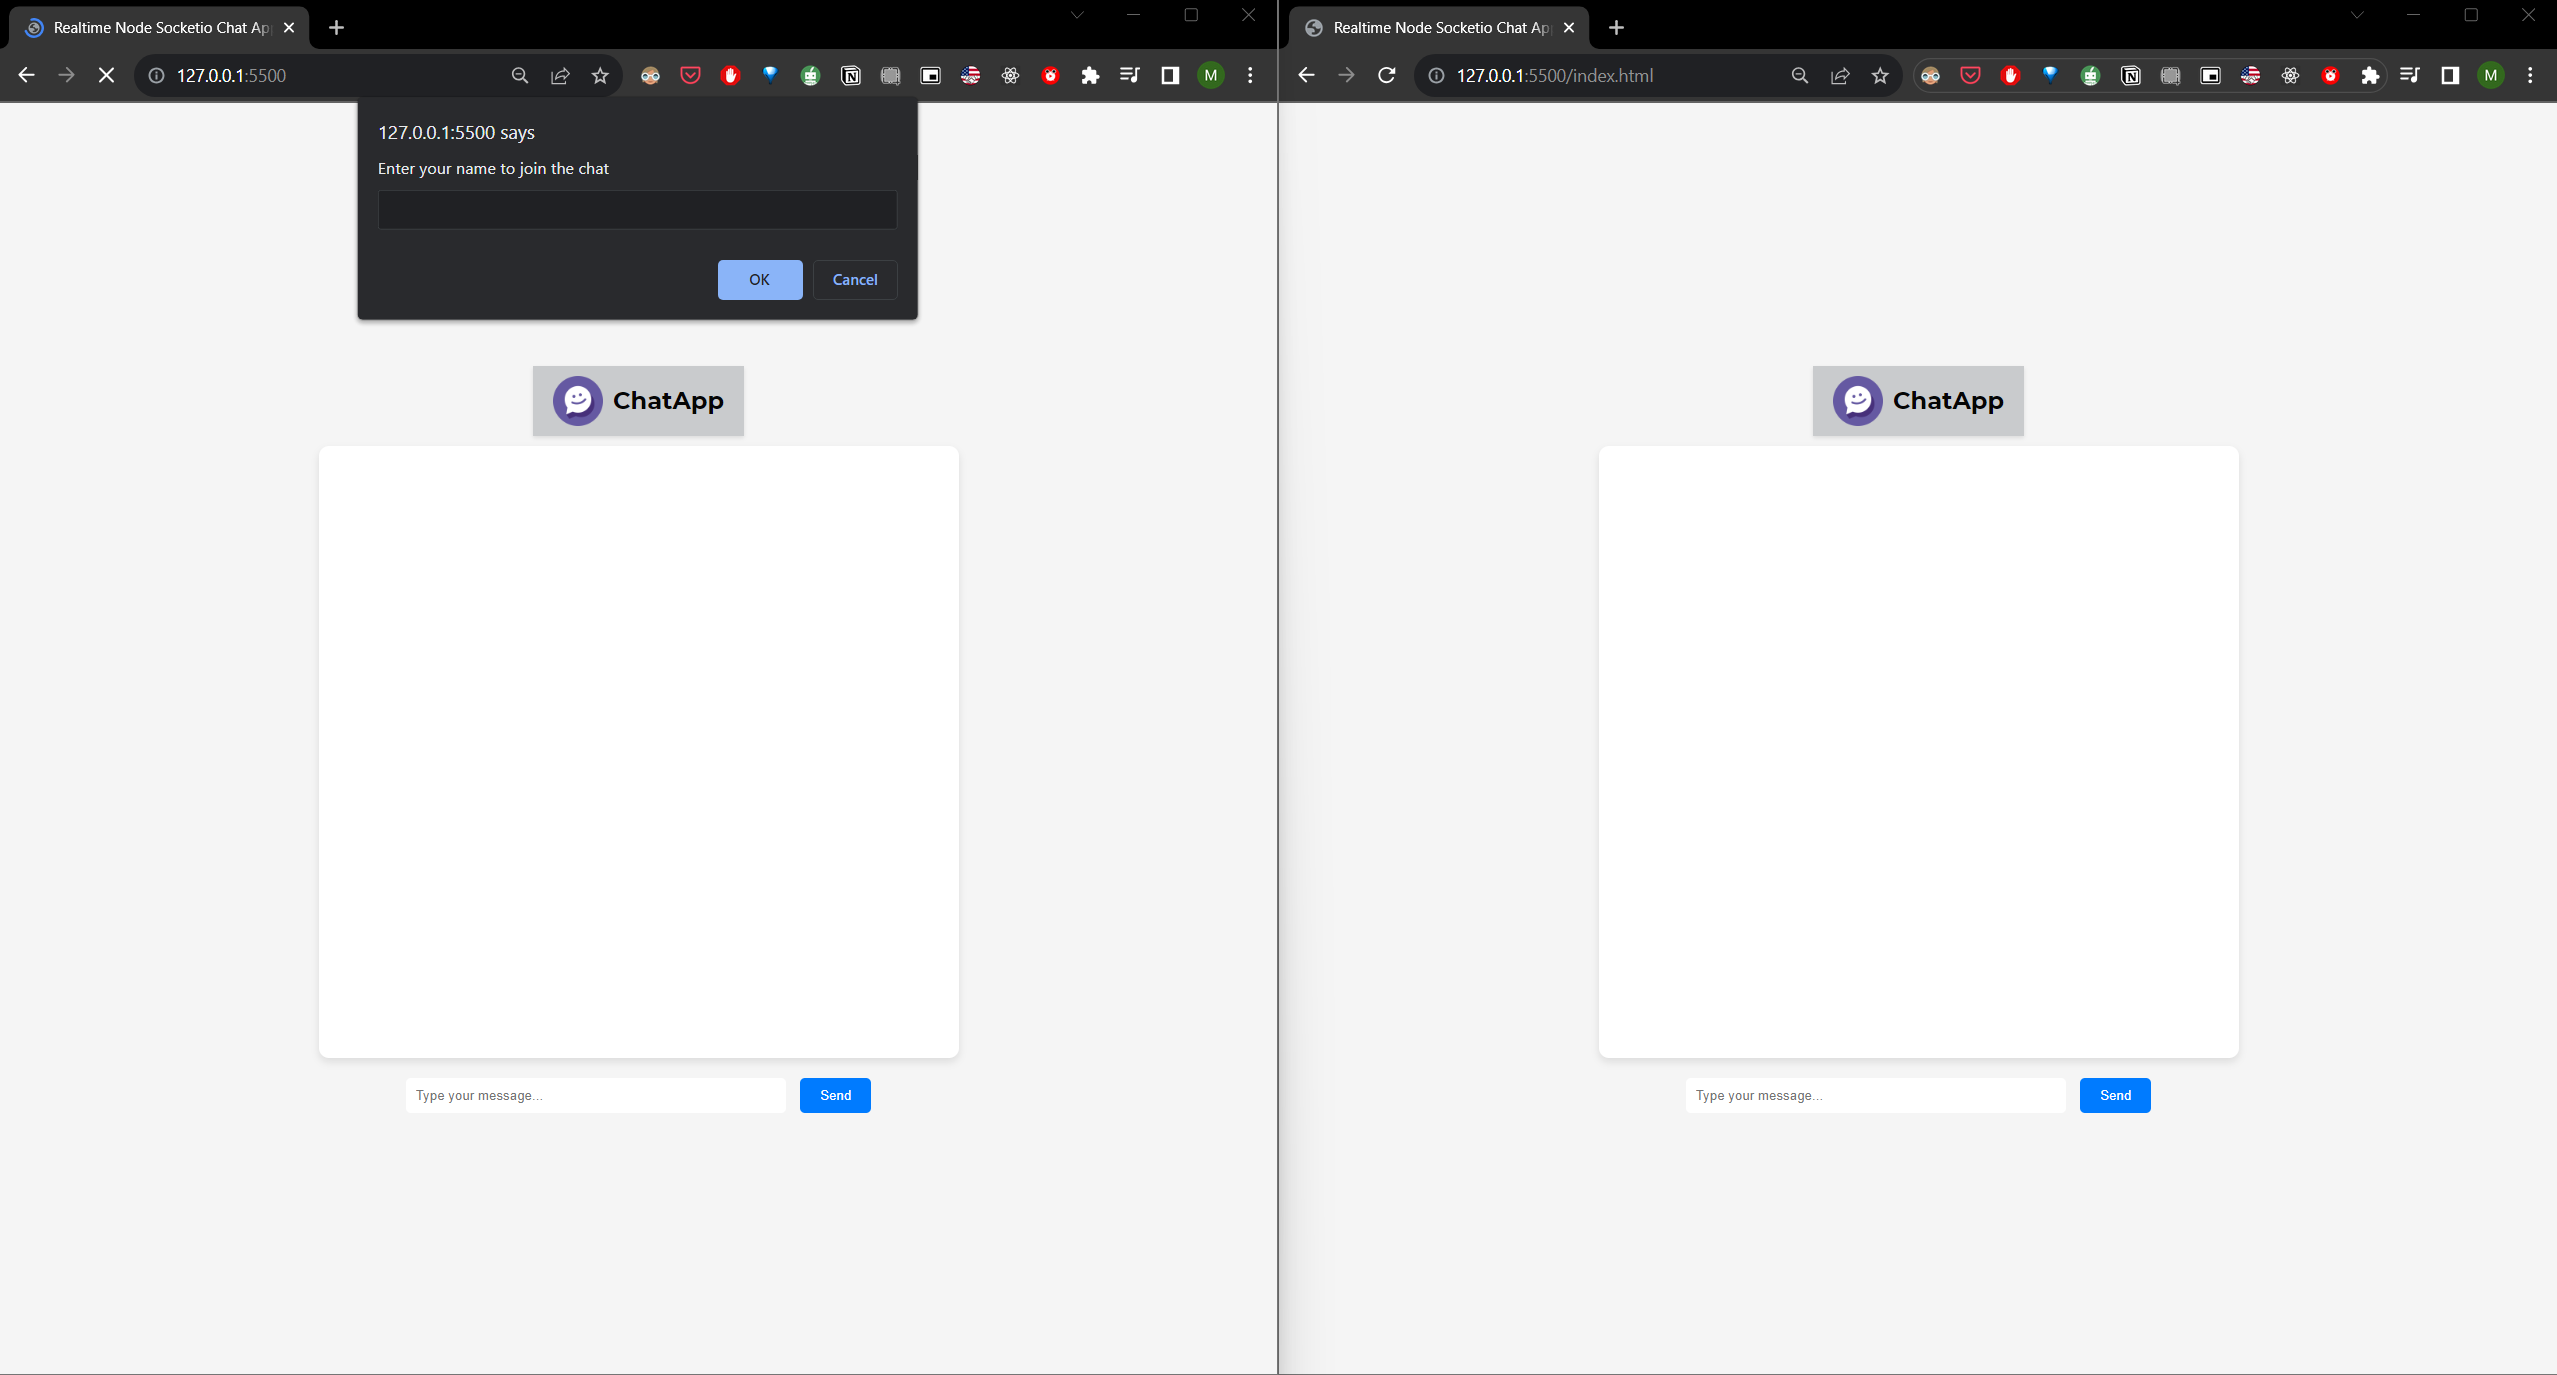 Realtime Node Socketio Chat Ap
127.0.0.1:5500
M
127.0.0.1:5500 says
Enter your name to join the chat
OK
Cancel
ChatApp
Type your message...
Send
Realtime Node Socketio Chat Ap
127.0.0.1:5500/index.html
M
ChatApp
Type your message...
Send